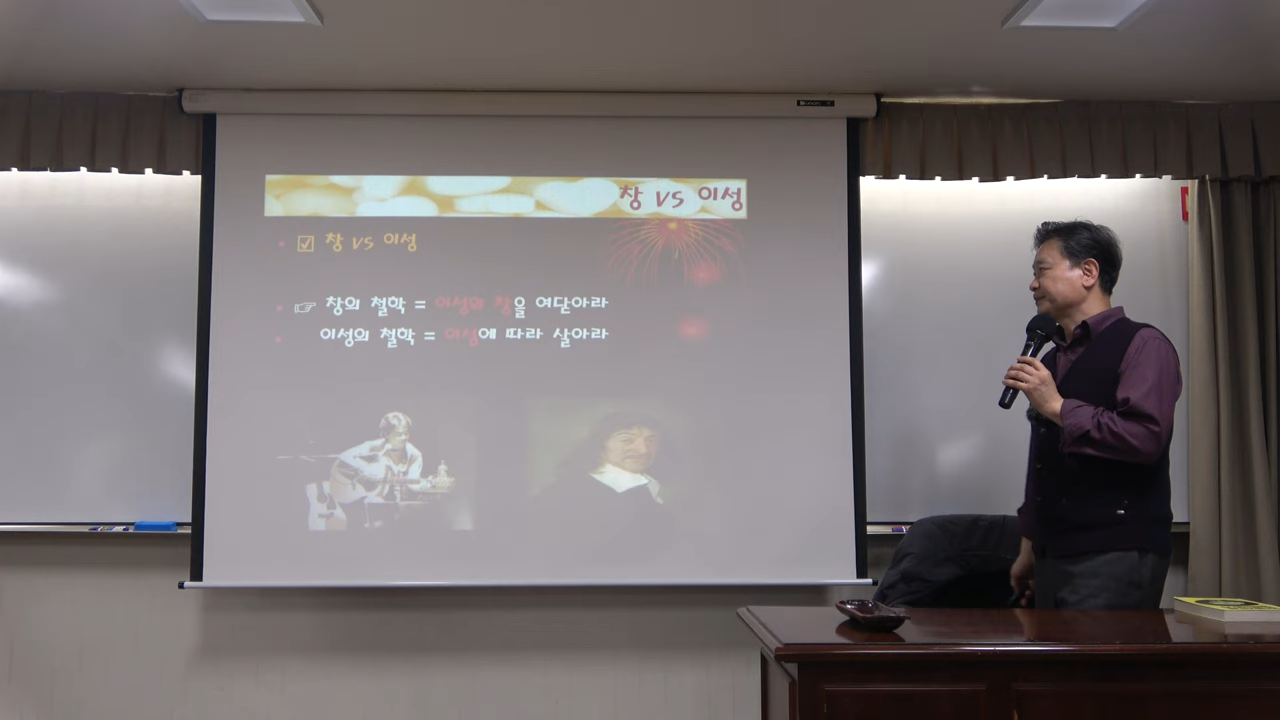 창 vs 이성
☑ 창 vs 이성
☞ 창의 철학 = 이성의 창을 여닫아라
이성의 철학 = 이성에 따라 살아라